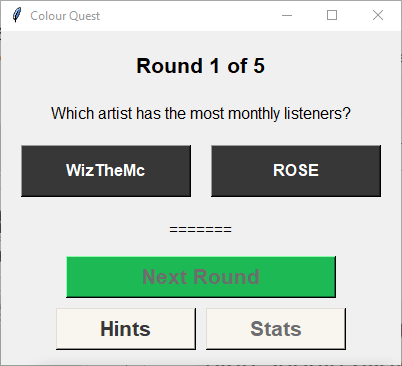 Colour Quest
Round 1 of 5
Which artist has the most monthly listeners?
WizTheMc ROSE
=======
Next Round
Hints Stats